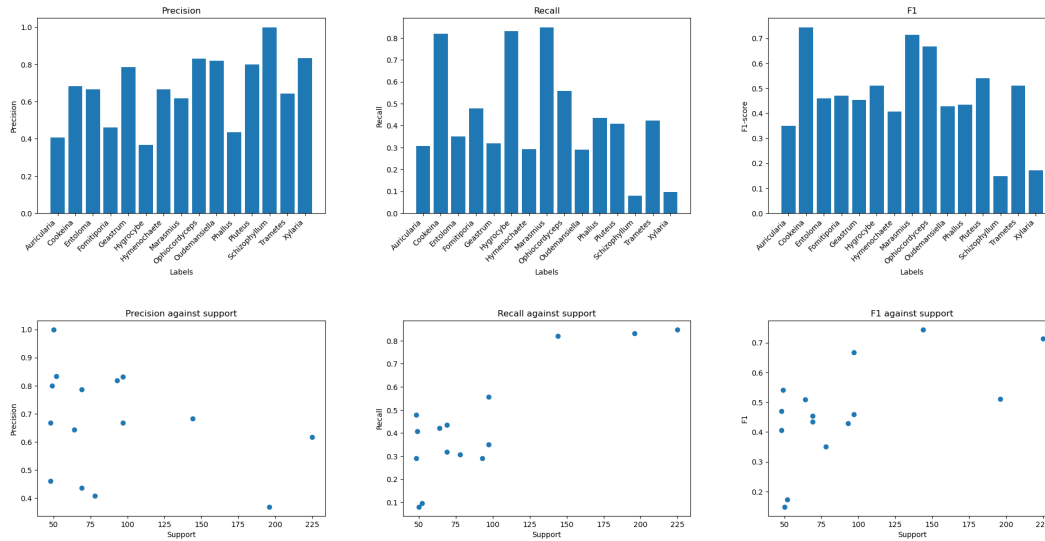 Precision
Precision
1.0
0.8
0.6
0.4
0.2
0.0
Auricularia
Cookeina
Entoloma
Fomitiporia
Geastrum
Hygrocybe
Hymenochaete
Marasmius
Ophiocordyceps
Oudemansiella
Phallus
Pluteus
Schizophyllum
Trametes
Xylaria
Labels
Recall
Recall
0.8
0.7
0.6
0.5
0.4
0.3
0.2
0.1
0.0
Auricularia
Cookeina
Entoloma
Fomitiporia
Geastrum
Hygrocybe
Hymenochaete
Marasmius
Ophiocordyceps
Oudemansiella
Phallus
Pluteus
Schizophyllum
Trametes
Xylaria
Labels
F1
F1-score
0.7
0.6
0.5
0.4
0.3
0.2
0.1
0.0
Auricularia
Cookeina
Entoloma
Fomitiporia
Geastrum
Hygrocybe
Hymenochaete
Marasmius
Ophiocordyceps
Oudemansiella
Phallus
Pluteus
Schizophyllum
Trametes
Xylaria
Labels
Precision against support
Precision
1.0
0.9
0.8
0.7
0.6
0.5
0.4
50 75 100 125 150 175 200 225
Support
Recall against support
Recall
0.8
0.7
0.6
0.5
0.4
0.3
0.2
0.1
50 75 100 125 150 175 200 225
Support
F1 against support
F1
0.7
0.6
0.5
0.4
0.3
0.2
50 75 100 125 150 175 200 225
Support